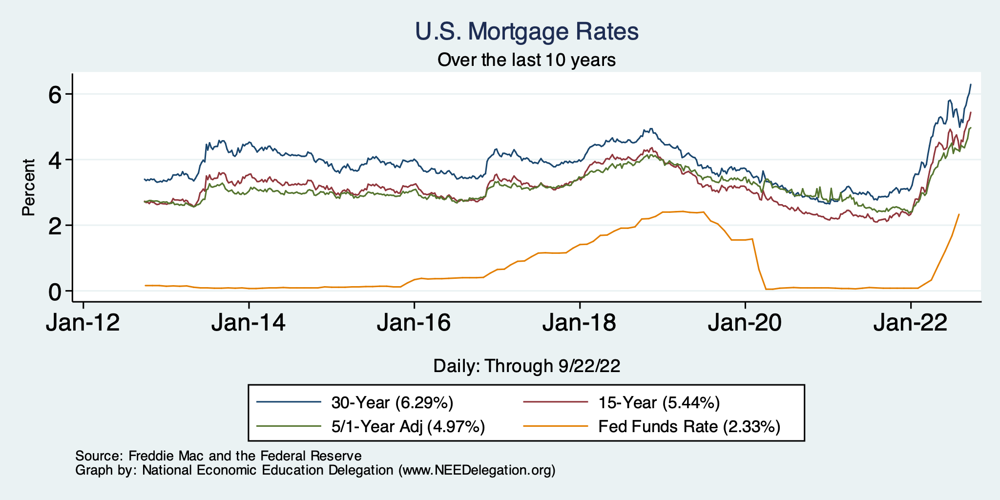 U.S. Mortgage Rates
Over the last 10 years
Percent
6
4
2
0
Jan-12 Jan-14 Jan-16 Jan-18 Jan-20 Jan-22
Daily: Through 9/22/22
30-Year (6.29%) 15-Year (5.44%)
5/1-Year Adj (4.97%) Fed Funds Rate (2.33%)
Source: Freddie Mac and the Federal Reserve
Graph by: National Economic Education Delegation (www.NEEDelegation.org)